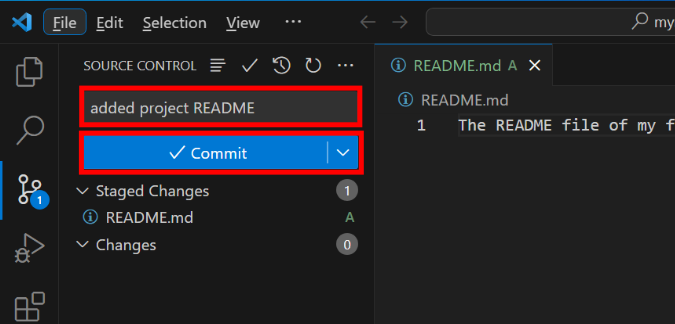 File Edit Selection View ··· my
SOURCE CONTROL ···
README.md A
added project README
README.md
1 The README file of my f
Commit
1
Staged Changes 1
README.md A
Changes 0